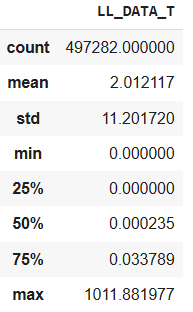 LL_DATA_T
count 497282.000000
mean 2.012117
std 11.201720
min 0.000000
25% 0.000000
50% 0.000235
75% 0.033789
max 1011.881977